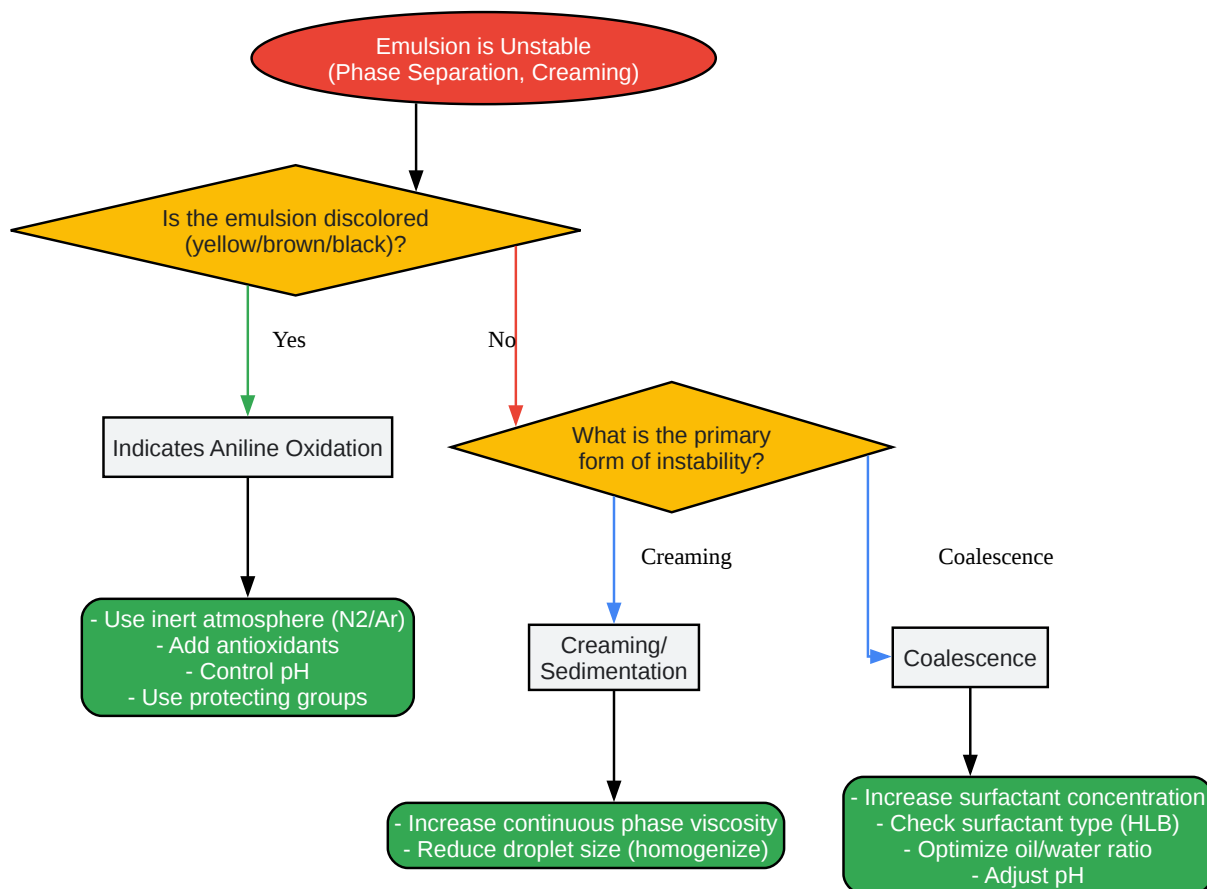 Emulsion is Unstable
(Phase Separation, Creaming)
Is the emulsion discolored
(yellow/brown/black)?
Yes
No
Indicates Aniline Oxidation
What is the primary
form of instability?
Creaming
Coalescence
- Use inert atmosphere (N2/Ar)
- Add antioxidants
- Control pH
- Use protecting groups
Creaming/
Sedimentation
Coalescence
- Increase continuous phase viscosity
- Reduce droplet size (homogenize)
- Increase surfactant concentration
- Check surfactant type (HLB)
- Optimize oil/water ratio
- Adjust pH